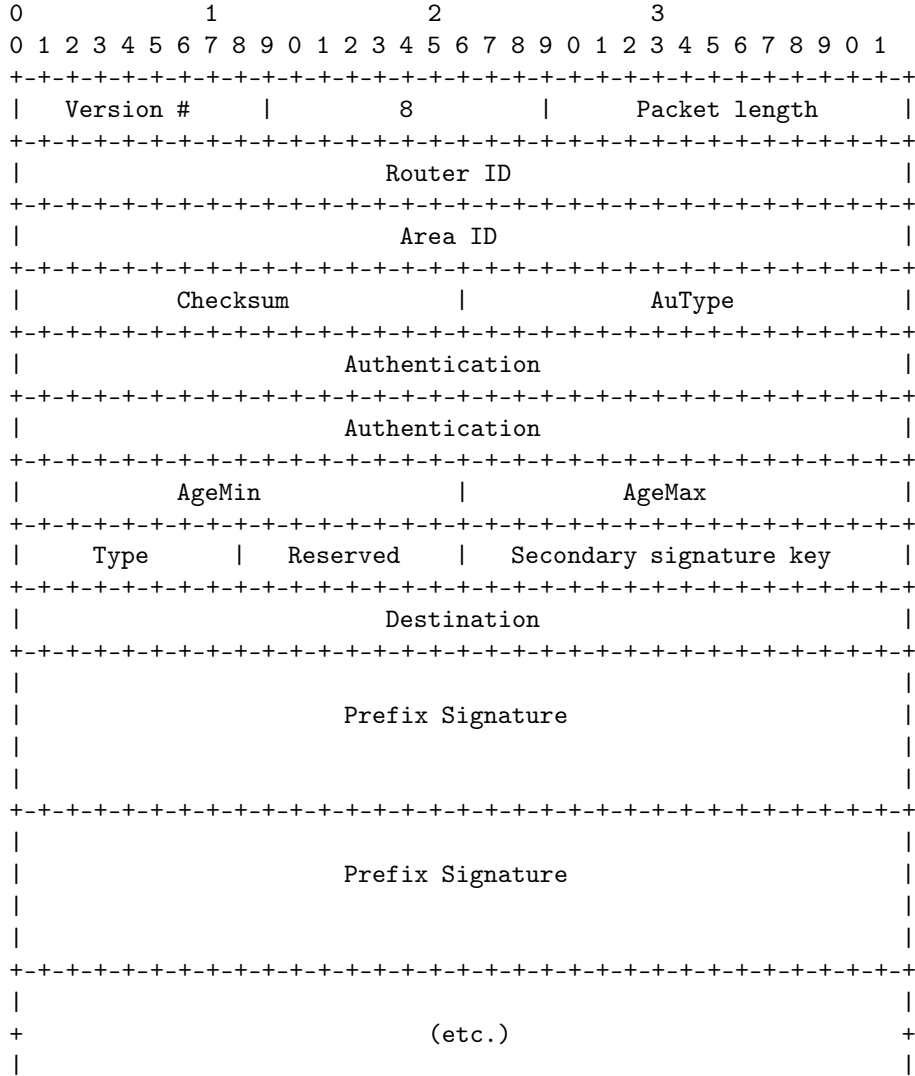 0                   1                   2                   3
0 1 2 3 4 5 6 7 8 9 0 1 2 3 4 5 6 7 8 9 0 1 2 3 4 5 6 7 8 9 0 1
+-+-+-+-+-+-+-+-+-+-+-+-+-+-+-+-+-+-+-+-+-+-+-+-+-+-+-+-+-+-+-+-+
| Version # | 8 | Packet length |
+-+-+-+-+-+-+-+-+-+-+-+-+-+-+-+-+-+-+-+-+-+-+-+-+-+-+-+-+-+-+-+-+
| Router ID |
+-+-+-+-+-+-+-+-+-+-+-+-+-+-+-+-+-+-+-+-+-+-+-+-+-+-+-+-+-+-+-+-+
| Area ID |
+-+-+-+-+-+-+-+-+-+-+-+-+-+-+-+-+-+-+-+-+-+-+-+-+-+-+-+-+-+-+-+-+
| Checksum | AuType |
+-+-+-+-+-+-+-+-+-+-+-+-+-+-+-+-+-+-+-+-+-+-+-+-+-+-+-+-+-+-+-+-+
| Authentication |
+-+-+-+-+-+-+-+-+-+-+-+-+-+-+-+-+-+-+-+-+-+-+-+-+-+-+-+-+-+-+-+-+
| Authentication |
+-+-+-+-+-+-+-+-+-+-+-+-+-+-+-+-+-+-+-+-+-+-+-+-+-+-+-+-+-+-+-+-+
| AgeMin | AgeMax |
+-+-+-+-+-+-+-+-+-+-+-+-+-+-+-+-+-+-+-+-+-+-+-+-+-+-+-+-+-+-+-+-+
| Type | Reserved | Secondary signature key |
+-+-+-+-+-+-+-+-+-+-+-+-+-+-+-+-+-+-+-+-+-+-+-+-+-+-+-+-+-+-+-+-+
| Destination |
+-+-+-+-+-+-+-+-+-+-+-+-+-+-+-+-+-+-+-+-+-+-+-+-+-+-+-+-+-+-+-+-+
| |
| Prefix Signature |
| |
| |
+-+-+-+-+-+-+-+-+-+-+-+-+-+-+-+-+-+-+-+-+-+-+-+-+-+-+-+-+-+-+-+-+
| |
| Prefix Signature |
| |
| |
+-+-+-+-+-+-+-+-+-+-+-+-+-+-+-+-+-+-+-+-+-+-+-+-+-+-+-+-+-+-+-+-+
| |
+ (etc.) +
| |